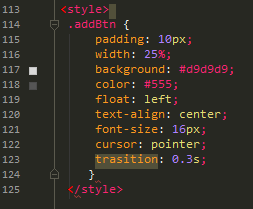 113 <style>
114 .addBtn {
115 padding: 10px;
116 width: 25%;
117 background: #d9d9d9;
118 color: #555;
119 float: left;
120 text-align: center;
121 font-size: 16px;
122 cursor: pointer;
123 trasition: 0.3s;
124 }
125 </style>